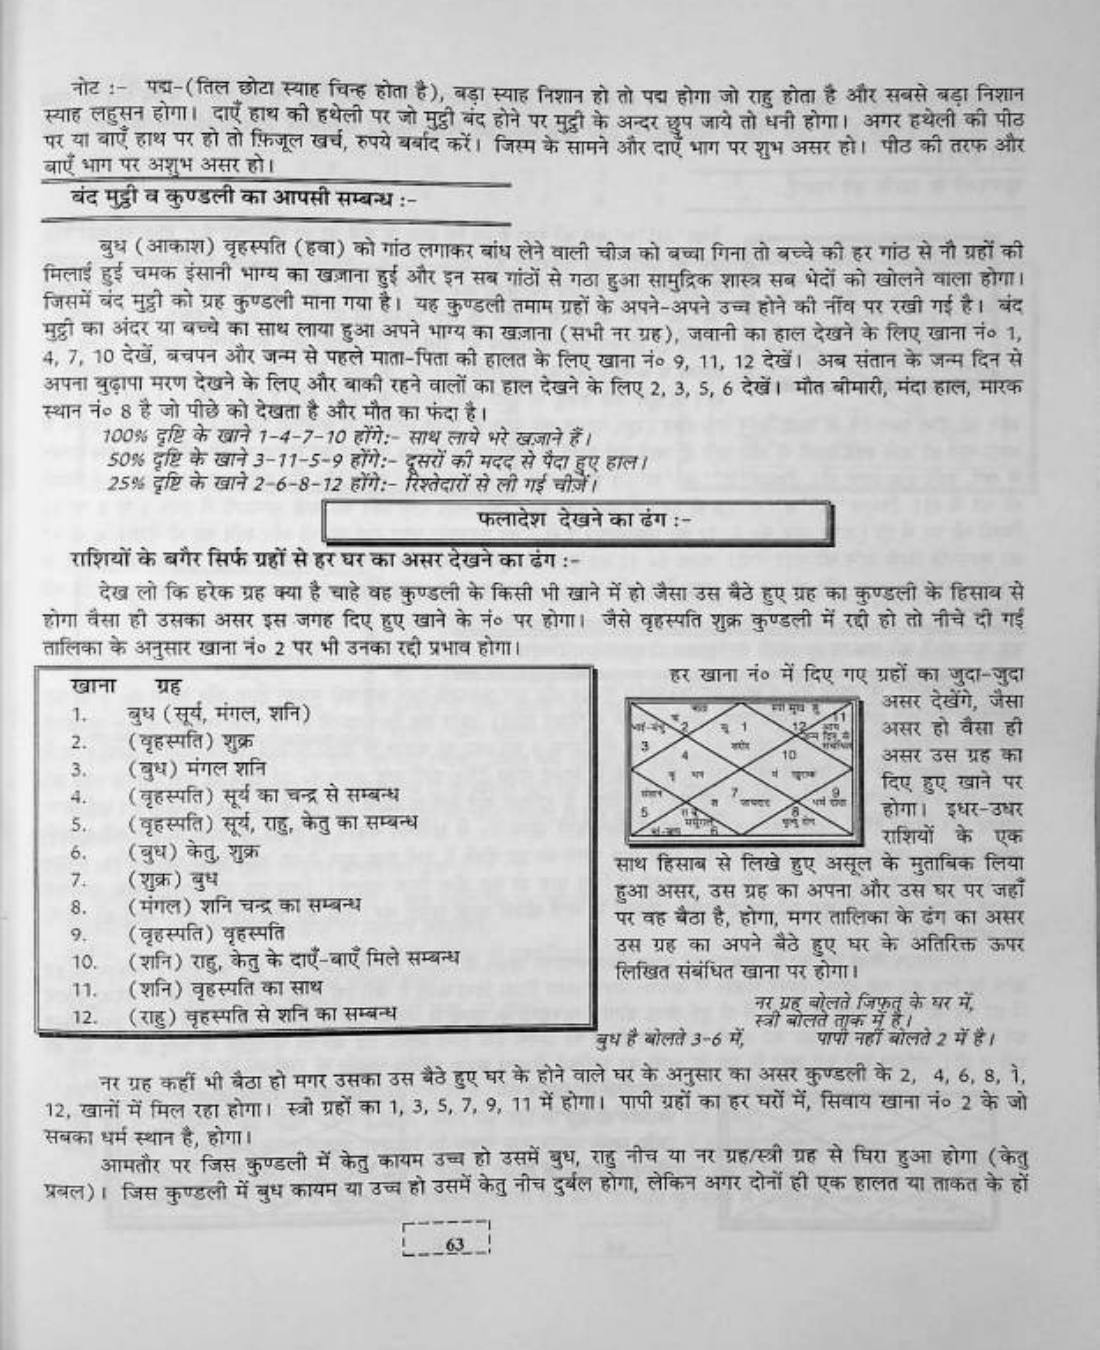 नोट :- पद्म-(तिल छोटा स्याह चिन्ह होता है), बड़ा स्याह निशान हो तो पद्म होगा जो राहु होता है और सबसे बड़ा निशान
स्याह लहसुन होगा। दाएँ हाथ की हथेली पर जो मुट्ठी बंद होने पर मुट्ठी के अन्दर छुप जाये तो धनी होगा। अगर हथेली की पीठ
पर या बाएँ हाथ पर हो तो फ़िजूल खर्च, रुपये बर्बाद करें। जिस्म के सामने और दाएँ भाग पर शुभ असर हो। पीठ की तरफ और
बाएँ भाग पर अशुभ असर हो।
बंद मुट्ठी व कुण्डली का आपसी सम्बन्ध :-
बुध (आकाश) वृहस्पति (हवा) को गांठ लगाकर बांध लेने वाली चीज़ को बच्चा गिना तो बच्चे की हर गांठ से नौ ग्रहों की
मिलाई हुई चमक इंसानी भाग्य का खज़ाना हुई और इन सब गांठों से गठा हुआ सामुद्रिक शास्त्र सब भेदों को खोलने वाला होगा।
जिसमें बंद मुट्ठी को ग्रह कुण्डली माना गया है। यह कुण्डली तमाम ग्रहों के अपने-अपने उच्च होने की नींव पर रखी गई है। बंद
मुट्ठी का अंदर या बच्चे का साथ लाया हुआ अपने भाग्य का खज़ाना (सभी नर ग्रह), जवानी का हाल देखने के लिए खाना नं० 1,
4, 7, 10 देखें, बचपन और जन्म से पहले माता-पिता की हालत के लिए खाना नं० 9, 11, 12 देखें। अब संतान के जन्म दिन से
अपना बुढ़ापा मरण देखने के लिए और बाकी रहने वालों का हाल देखने के लिए 2, 3, 5, 6 देखें। मौत बीमारी, मंदा हाल, मारक
स्थान नं० 8 है जो पीछे को देखता है और मौत का फंदा है।
100% दृष्टि के खाने 1-4-7-10 होंगे:- साथ लाये भरे खज़ाने हैं।
50% दृष्टि के खाने 3-11-5-9 होंगे:- दूसरों की मदद से पैदा हुए हाल।
25% दृष्टि के खाने 2-6-8-12 होंगे:- रिश्तेदारों से ली गई चीज़ें।
फलादेश देखने का ढंग :-
राशियों के बगैर सिर्फ ग्रहों से हर घर का असर देखने का ढंग :-
देख लो कि हरेक ग्रह क्या है चाहे वह कुण्डली के किसी भी खाने में हो जैसा उस बैठे हुए ग्रह का कुण्डली के हिसाब से
होगा वैसा ही उसका असर इस जगह दिए हुए खाने के नं० पर होगा। जैसे वृहस्पति शुक्र कुण्डली में रद्दी हो तो नीचे दी गई
तालिका के अनुसार खाना नं० 2 पर भी उनका रद्दी प्रभाव होगा।
खाना ग्रह
1. बुध (सूर्य, मंगल, शनि)
2. (वृहस्पति) शुक्र
3. (बुध) मंगल शनि
4. (वृहस्पति) सूर्य का चन्द्र से सम्बन्ध
5. (वृहस्पति) सूर्य, राहु, केतु का सम्बन्ध
6. (बुध) केतु, शुक्र
7. (शुक्र) बुध
8. (मंगल) शनि चन्द्र का सम्बन्ध
9. (वृहस्पति) वृहस्पति
10. (शनि) राहु, केतु के दाएँ-बाएँ मिले सम्बन्ध
11. (शनि) वृहस्पति का साथ
12. (राहु) वृहस्पति से शनि का सम्बन्ध
हर खाना नं० में दिए गए ग्रहों का जुदा-जुदा
असर देखेंगे, जैसा
असर हो वैसा ही
असर उस ग्रह का
दिए हुए खाने पर
होगा। इधर-उधर
राशियों के एक
2 1 12 11
3 4 10
5 7 8 9
6
साथ हिसाब से लिखे हुए असूल के मुताबिक लिया
हुआ असर, उस ग्रह का अपना और उस घर पर जहाँ
पर वह बैठा है, होगा, मगर तालिका के ढंग का असर
उस ग्रह का अपने बैठे हुए घर के अतिरिक्त ऊपर
लिखित संबंधित खाना पर होगा।
नर ग्रह बोलते जिफ्त के घर में,
स्त्री बोलते ताक में है।
बुध है बोलते 3-6 में, पापी नहीं बोलते 2 में है।
नर ग्रह कहीं भी बैठा हो मगर उसका उस बैठे हुए घर के होने वाले घर के अनुसार का असर कुण्डली के 2, 4, 6, 8, 1,
12, खानों में मिल रहा होगा। स्त्री ग्रहों का 1, 3, 5, 7, 9, 11 में होगा। पापी ग्रहों का हर घरों में, सिवाय खाना नं० 2 के जो
सबका धर्म स्थान है, होगा।
आमतौर पर जिस कुण्डली में केतु कायम उच्च हो उसमें बुध, राहु नीच या नर ग्रह/स्त्री ग्रह से घिरा हुआ होगा (केतु
प्रबल)। जिस कुण्डली में बुध कायम या उच्च हो उसमें केतु नीच दुर्बल होगा, लेकिन अगर दोनों ही एक हालत या ताकत के हों
63